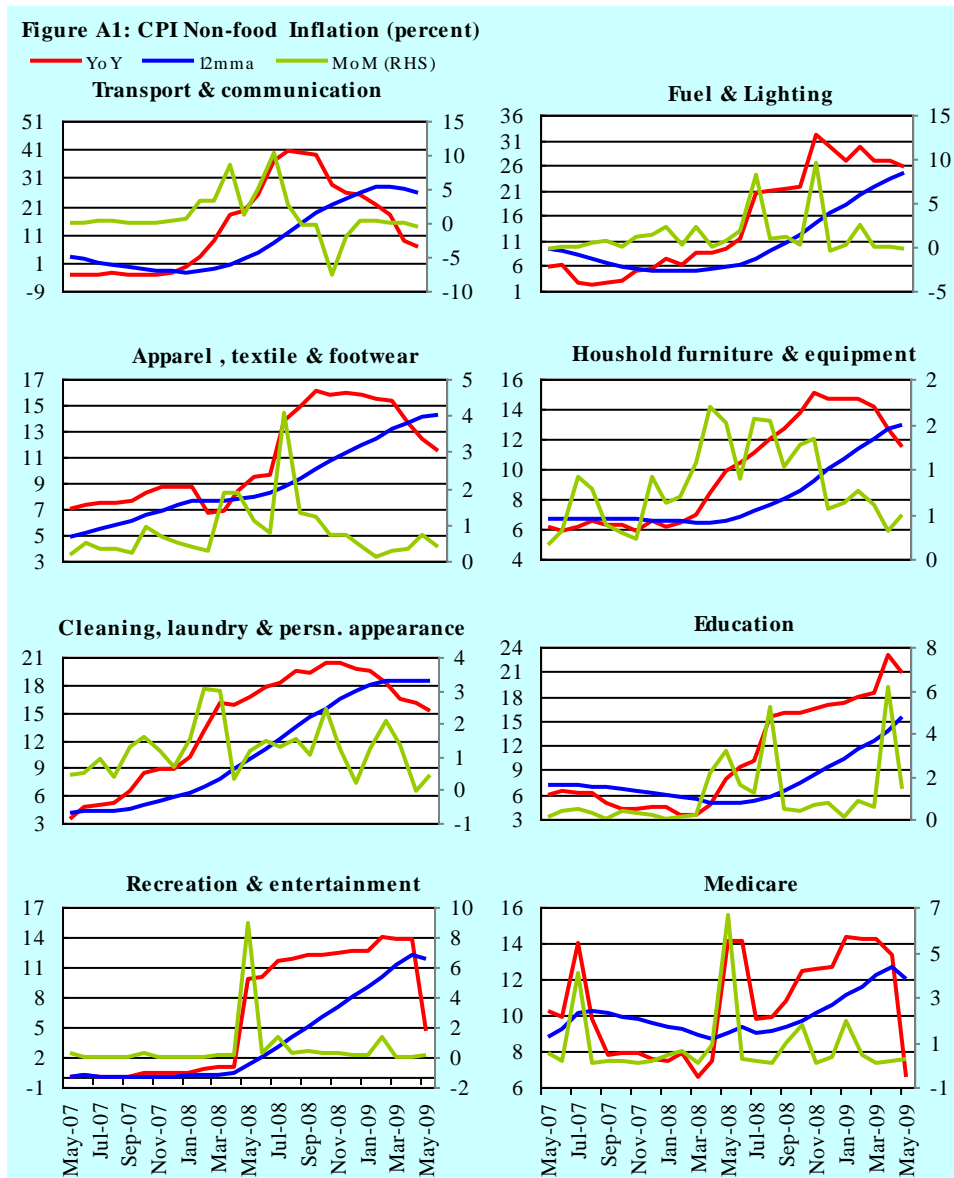 Figure A1: CPI Non-food Inflation (percent)
YoY 12mma MoM (RHS)
Transport & communication
51
41
31
21
11
1
-9
15
10
5
0
-5
-10
Fuel & Lighting
36
31
26
21
16
11
6
1
15
10
5
0
-5
Apparel , textile & footwear
17
15
13
11
9
7
5
3
5
4
3
2
1
0
Houshold furniture & equipment
16
14
12
10
8
6
4
2
2
1
1
0
Cleaning, laundry & persn. appearance
21
18
15
12
9
6
3
4
3
2
1
0
-1
Education
24
21
18
15
12
9
6
3
8
6
4
2
0
Recreation & entertainment
17
14
11
8
5
2
-1
10
8
6
4
2
0
-2
May-07
Jul-07
Sep-07
Nov-07
Jan-08
Mar-08
May-08
Jul-08
Sep-08
Nov-08
Jan-09
Mar-09
May-09
Medicare
16
14
12
10
8
6
7
5
3
1
-1
May-07
Jul-07
Sep-07
Nov-07
Jan-08
Mar-08
May-08
Jul-08
Sep-08
Nov-08
Jan-09
Mar-09
May-09